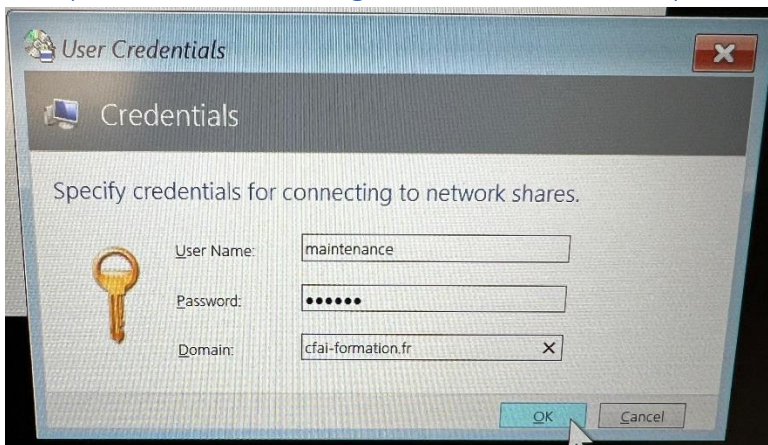 User Credentials
Credentials
Specify credentials for connecting to network shares.
User Name: maintenance
Password: ●●●●●●
Domain: cfai-formation.fr
OK Cancel